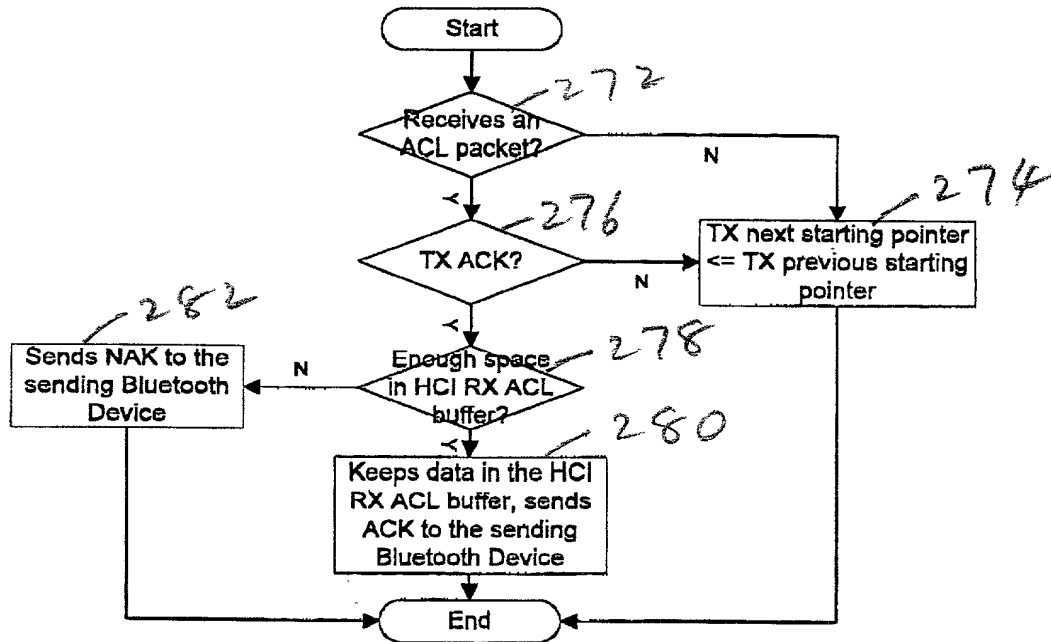 Start
272
Receives an
ACL packet?
N
Y
276
274
TX ACK?
N
TX next starting pointer
<= TX previous starting
pointer
Y
282
278
Sends NAK to the
sending Bluetooth
Device
N
Enough space
in HCI RX ACL
buffer?
Y
280
Keeps data in the HCI
RX ACL buffer, sends
ACK to the sending
Bluetooth Device
End